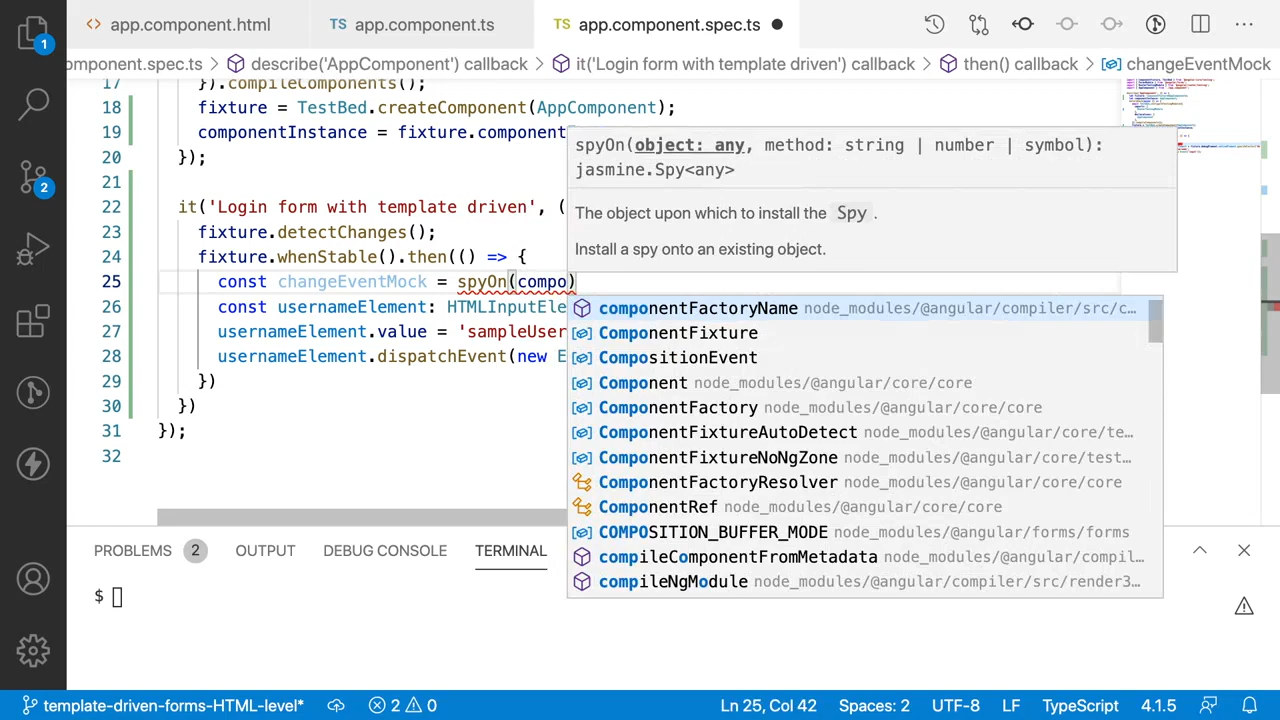 app.component.html
TS app.component.ts
TS app.component.spec.ts
omponent.spec.ts > describe('AppComponent') callback > it('Login form with template driven') callback > then() callback > changeEventMock
17 }).compileComponents();
18 fixture = TestBed.createComponent(AppComponent);
19 componentInstance = fixture.component
20 });
21
22 it('Login form with template driven', (
23 fixture.detectChanges();
24 fixture.whenStable().then(() => {
25 const changeEventMock = spyOn(compo)
26 const usernameElement: HTMLInputEle
27 usernameElement.value = 'sampleUser
28 usernameElement.dispatchEvent(new E
29 })
30 })
31 });
32
spyOn(object: any, method: string | number | symbol):
jasmine.Spy<any>
The object upon which to install the Spy.
Install a spy onto an existing object.
componentFactoryName node_modules/@angular/compiler/src/c…
ComponentFixture
CompositionEvent
Component node_modules/@angular/core/core
ComponentFactory node_modules/@angular/core/core
ComponentFixtureAutoDetect node_modules/@angular/core/te…
ComponentFixtureNoNgZone node_modules/@angular/core/test…
ComponentFactoryResolver node_modules/@angular/core/core
ComponentRef node_modules/@angular/core/core
COMPOSITION_BUFFER_MODE node_modules/@angular/forms/forms
compileComponentFromMetadata node_modules/@angular/compil…
compileNgModule node_modules/@angular/compiler/src/render3…
1
2
PROBLEMS 2 OUTPUT DEBUG CONSOLE TERMINAL
$
template-driven-forms-HTML-level* 2 0 Ln 25, Col 42 Spaces: 2 UTF-8 LF TypeScript 4.1.5